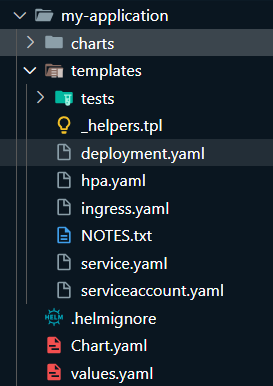 my-application
charts
templates
tests
_helpers.tpl
deployment.yaml
hpa.yaml
ingress.yaml
NOTES.txt
service.yaml
serviceaccount.yaml
HELM .helmignore
Chart.yaml
values.yaml